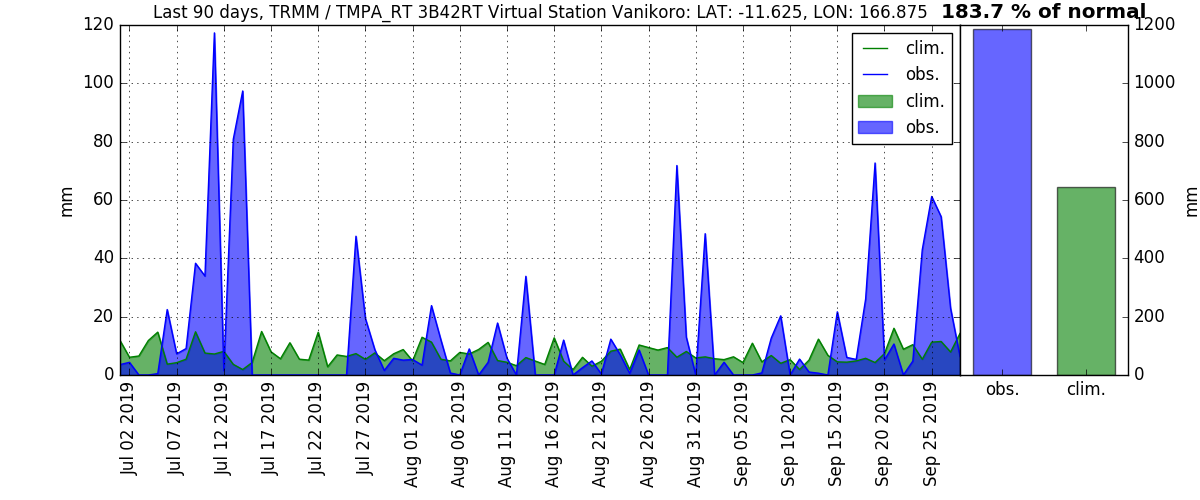 Last 90 days, TRMM / TMPA_RT 3B42RT Virtual Station Vanikoro: LAT: -11.625, LON: 166.875 183.7 % of normal
120
100
80
60
40
20
0
mm
clim.
obs.
clim.
obs.
1200
1000
800
600
400
200
0
mm
Jul 02 2019
Jul 07 2019
Jul 12 2019
Jul 17 2019
Jul 22 2019
Jul 27 2019
Aug 01 2019
Aug 06 2019
Aug 11 2019
Aug 16 2019
Aug 21 2019
Aug 26 2019
Aug 31 2019
Sep 05 2019
Sep 10 2019
Sep 15 2019
Sep 20 2019
Sep 25 2019
obs.
clim.